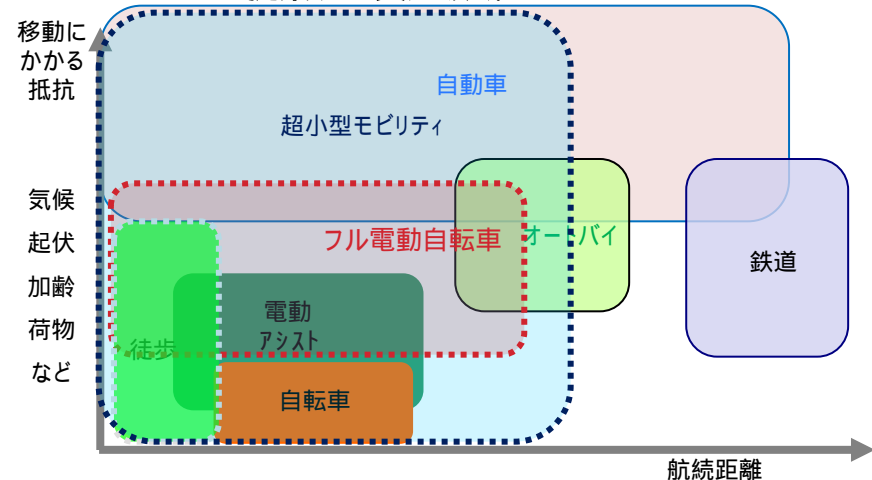 移動に
かかる
抵抗
自動車
超小型モビリティ
気候
起伏
加齢
荷物
など
フル電動自転車
オートバイ
鉄道
電動
アシスト
徒歩
自転車
航続距離